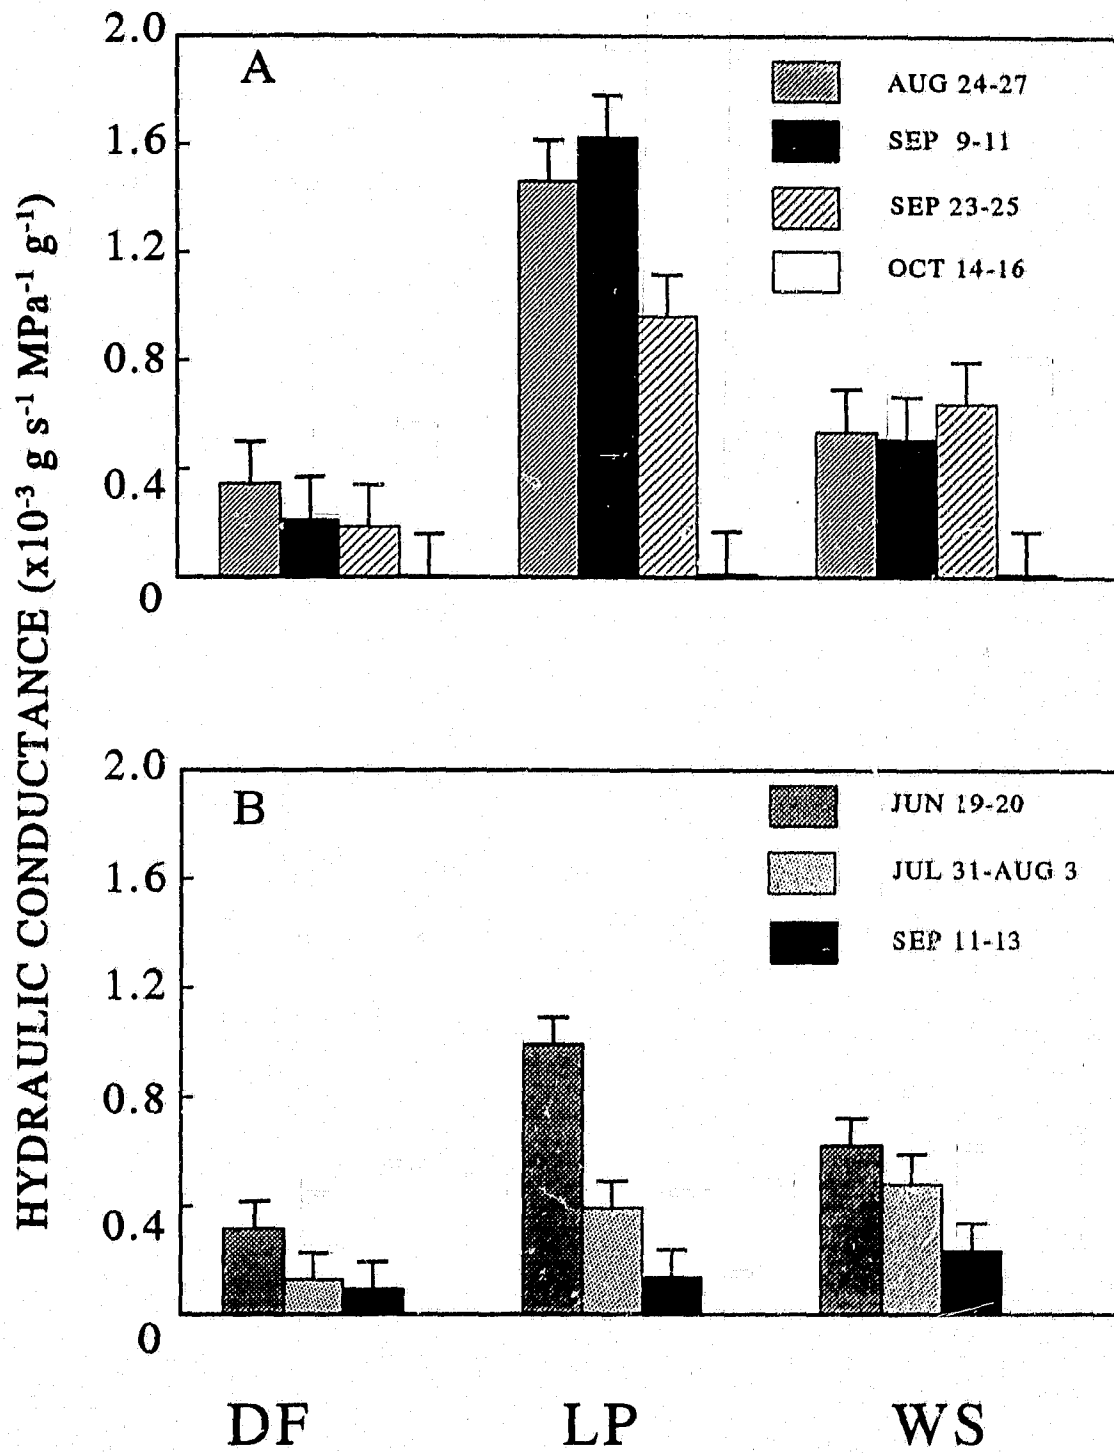 HYDRAULIC CONDUCTANCE (x10⁻³ g s⁻¹ MPa⁻¹ g⁻¹)
2.0
1.6
1.2
0.8
0.4
0
A
AUG 24-27
SEP 9-11
SEP 23-25
OCT 14-16
2.0
1.6
1.2
0.8
0.4
0
B
JUN 19-20
JUL 31-AUG 3
SEP 11-13
DF LP WS